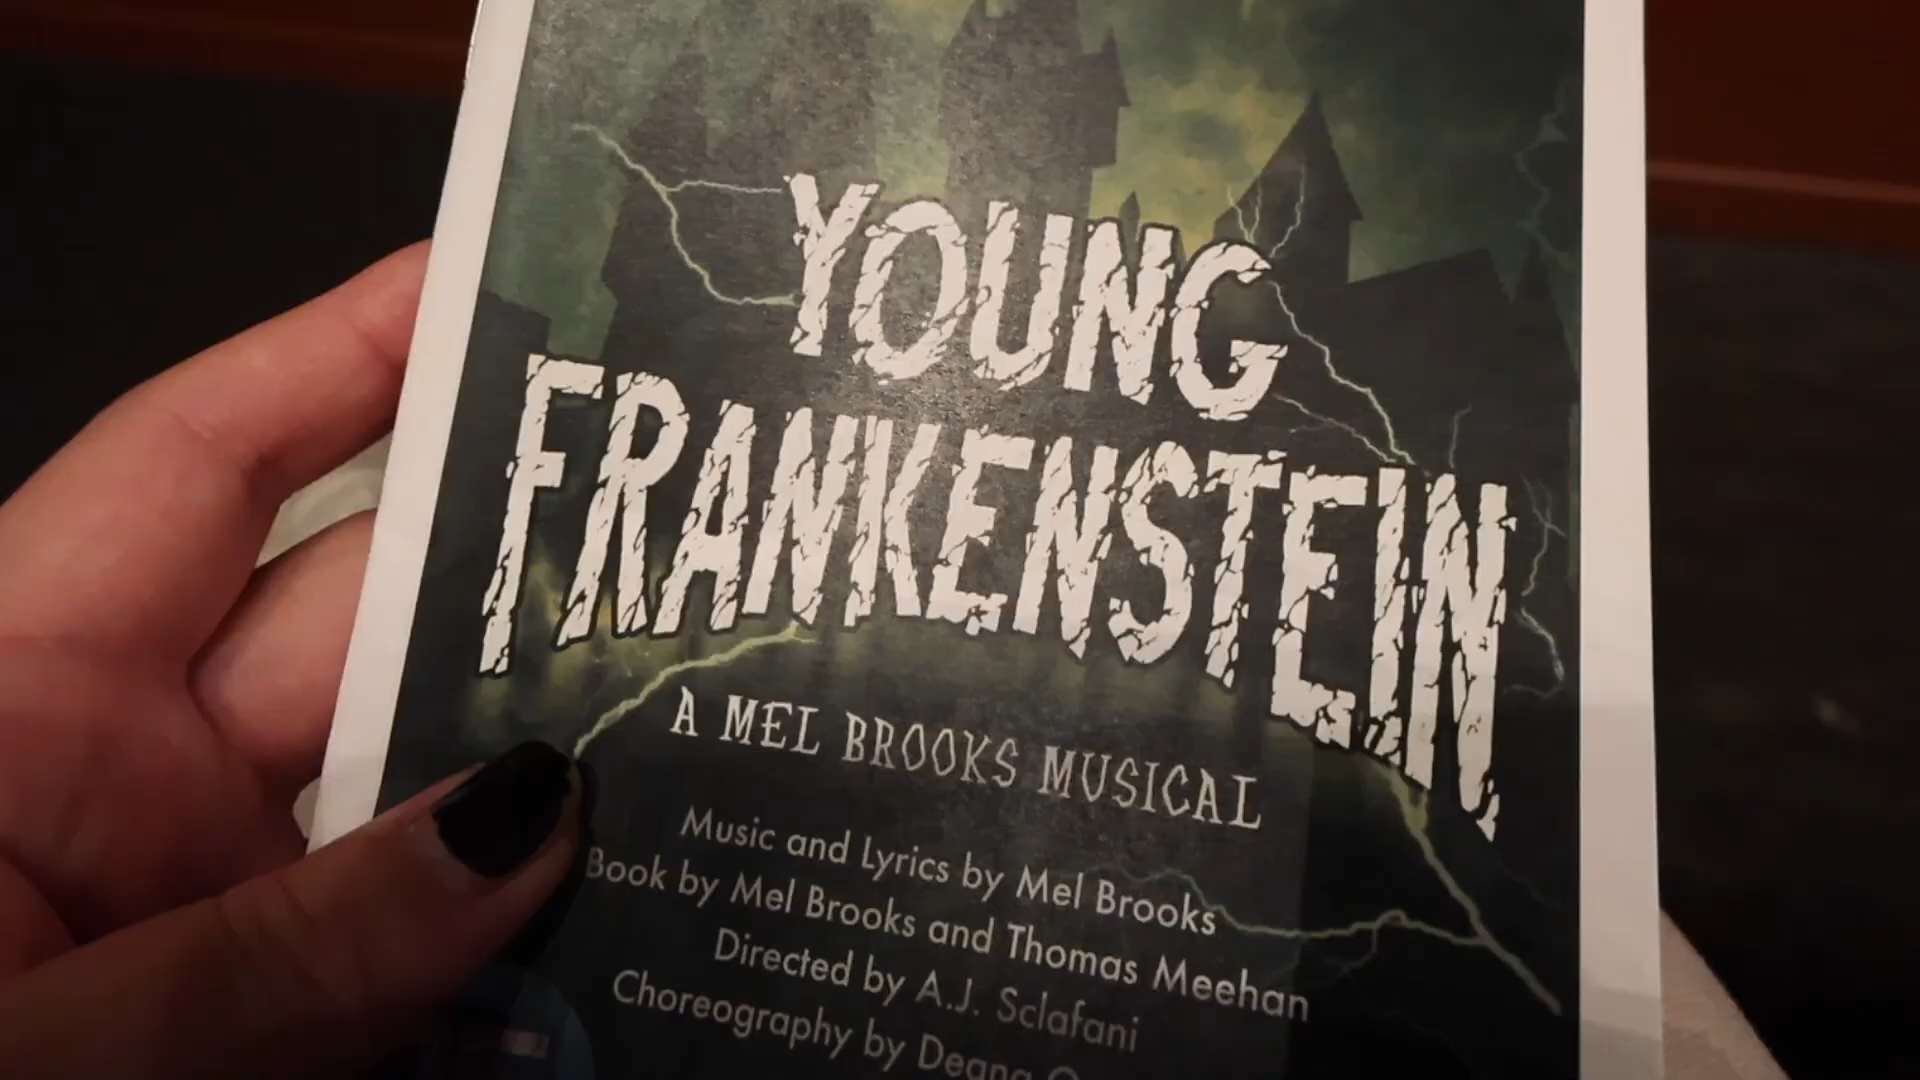 YOUNG
FRANKENSTEIN
A MEL BROOKS MUSICAL
Music and Lyrics by Mel Brooks
Book by Mel Brooks and Thomas Meehan
Directed by A.J. Sclafani
Choreography by Deana